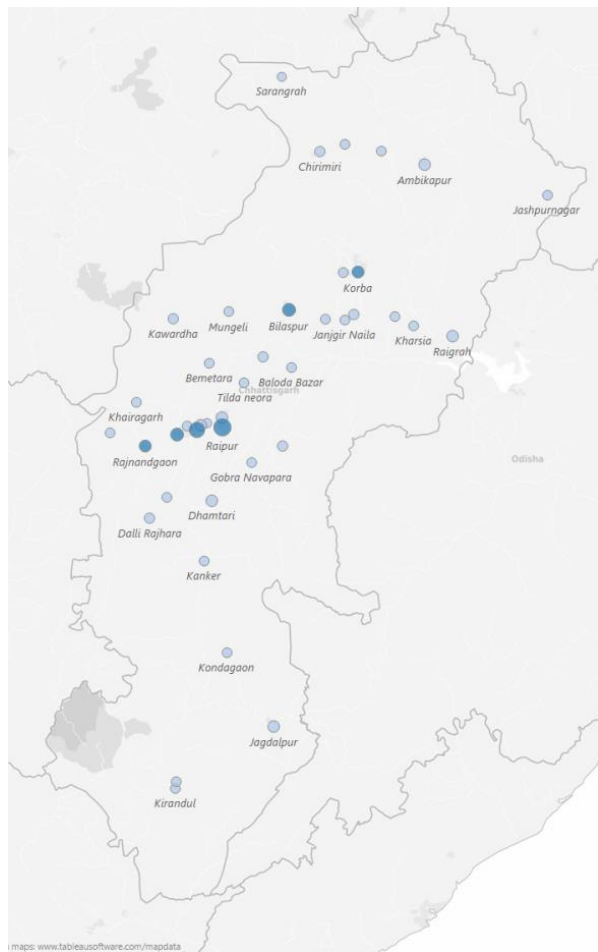 Sarangrah
Chirimiri
Ambikapur
Jashpurnagar
Korba
Kawardha
Mungeli
Bilaspur
Janjgir Naila
Kharsia
Raigrah
Bemetara
Baloda Bazar
Tilda neora
Chhattisgarh
Khairagarh
Rajnandgaon
Raipur
Odisha
Gobra Navapara
Dalli Rajhara
Dhamtari
Kanker
Kondagaon
Jagdalpur
Kirandul
maps: www.tableausoftware.com/mapdata